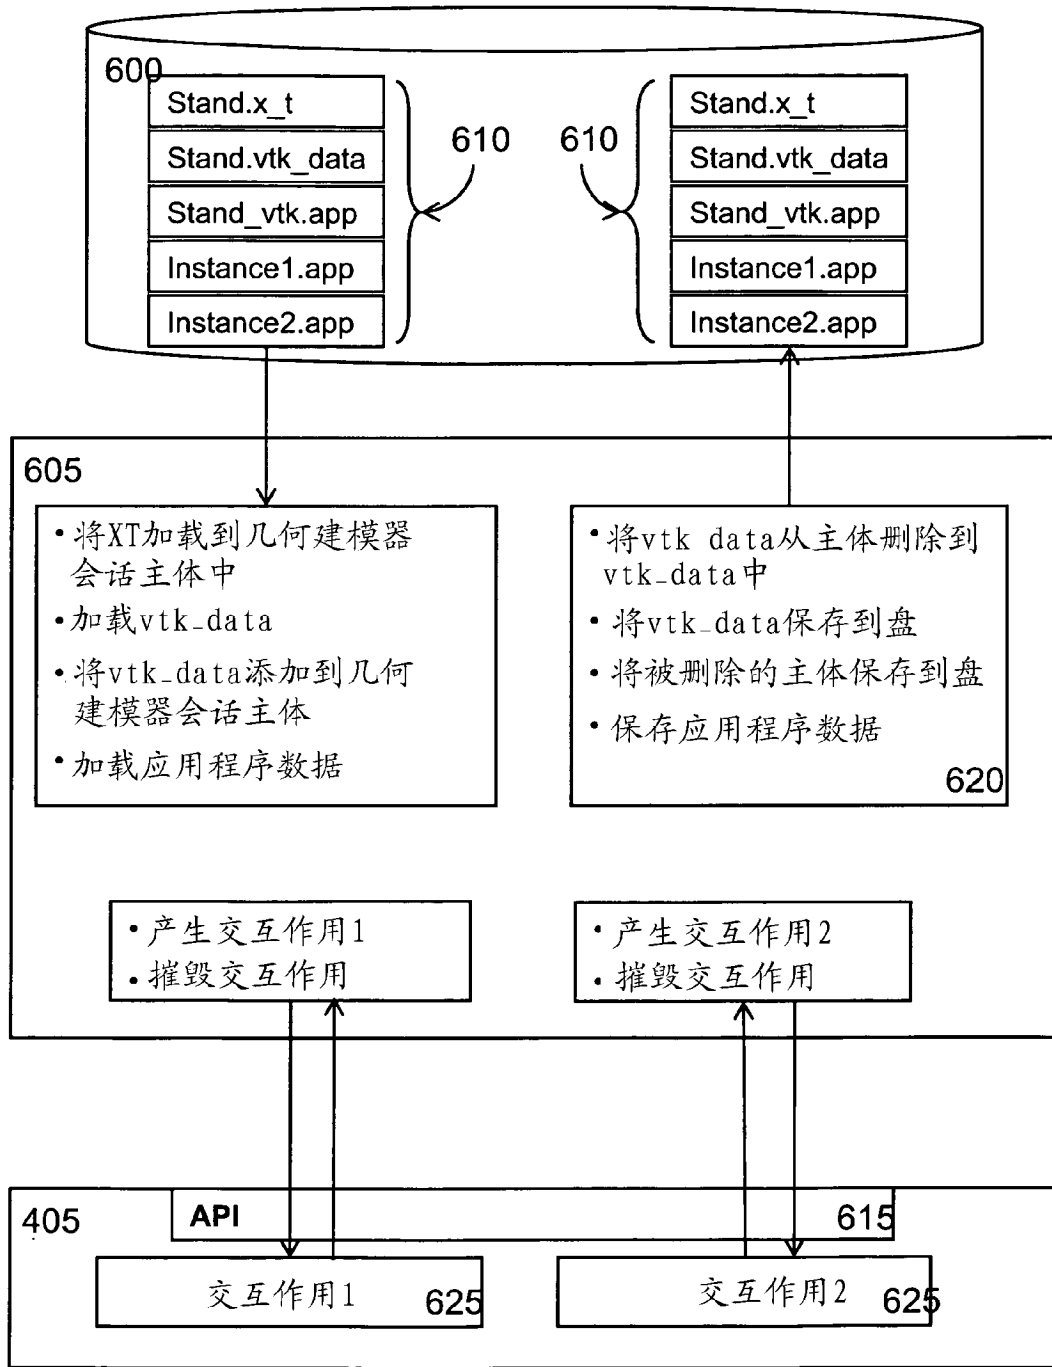 600
Stand.x_t
Stand.vtk_data
Stand_vtk.app
Instance1.app
Instance2.app
610
610
Stand.x_t
Stand.vtk_data
Stand_vtk.app
Instance1.app
Instance2.app
605
•将XT加载到几何建模器
会话主体中
•加载vtk_data
•将vtk_data添加到几何
建模器会话主体
•加载应用程序数据
•将vtk data从主体删除到
vtk_data中
•将vtk_data保存到盘
•将被删除的主体保存到盘
•保存应用程序数据
620
•产生交互作用1
•摧毁交互作用
•产生交互作用2
•摧毁交互作用
405
API
615
交互作用1
625
交互作用2
625